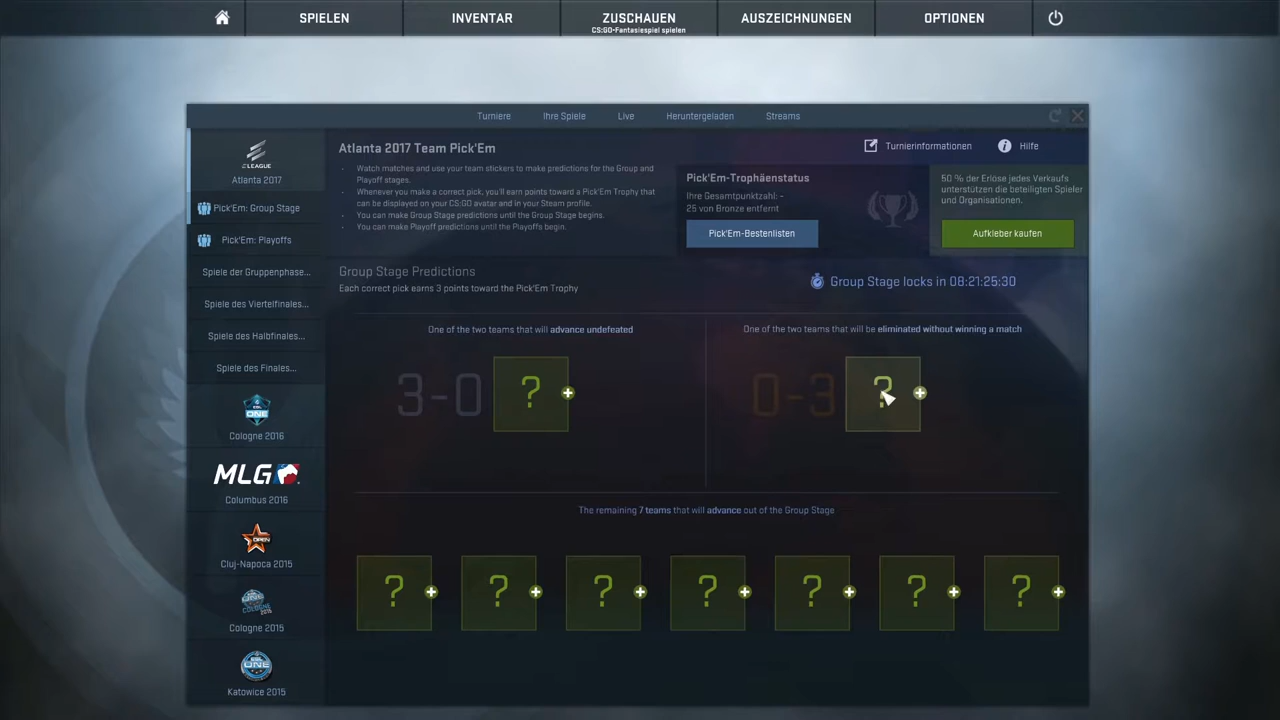 SPIELEN
INVENTAR
ZUSCHAUEN
CS:GO-Fantasiespiel spielen
AUSZEICHNUNGEN
OPTIONEN
Turniere
Ihre Spiele
Live
Heruntergeladen
Streams
ELEAGUE
Atlanta 2017
Pick'Em: Group Stage
Pick'Em: Playoffs
Spiele der Gruppenphase...
Spiele des Viertelfinales...
Spiele des Halbfinales...
Spiele des Finales...
ESL
ONE
Cologne 2016
MLG
Columbus 2016
OPEN
Cluj-Napoca 2015
ONE
COLOGNE
Cologne 2015
ONE
Katowice 2015
Atlanta 2017 Team Pick'Em
Turnierinformationen
Hilfe
- Watch matches and use your team stickers to make predictions for the Group and
Playoff stages.
- Whenever you make a correct pick, you'll earn points toward a Pick'Em Trophy that
can be displayed on your CS:GO avatar and in your Steam profile.
- You can make Group Stage predictions until the Group Stage begins.
- You can make Playoff predictions until the Playoffs begin.
Pick'Em-Trophäenstatus
Ihre Gesamtpunktzahl: -
25 von Bronze entfernt
Pick'Em-Bestenlisten
50 % der Erlöse jedes Verkaufs
unterstützen die beteiligten Spieler
und Organisationen.
Aufkleber kaufen
Group Stage Predictions
Each correct pick earns 3 points toward the Pick'Em Trophy
Group Stage locks in 08:21:25:30
One of the two teams that will advance undefeated
3-0 ?
One of the two teams that will be eliminated without winning a match
0-3 ?
The remaining 7 teams that will advance out of the Group Stage
? ? ? ? ? ? ?